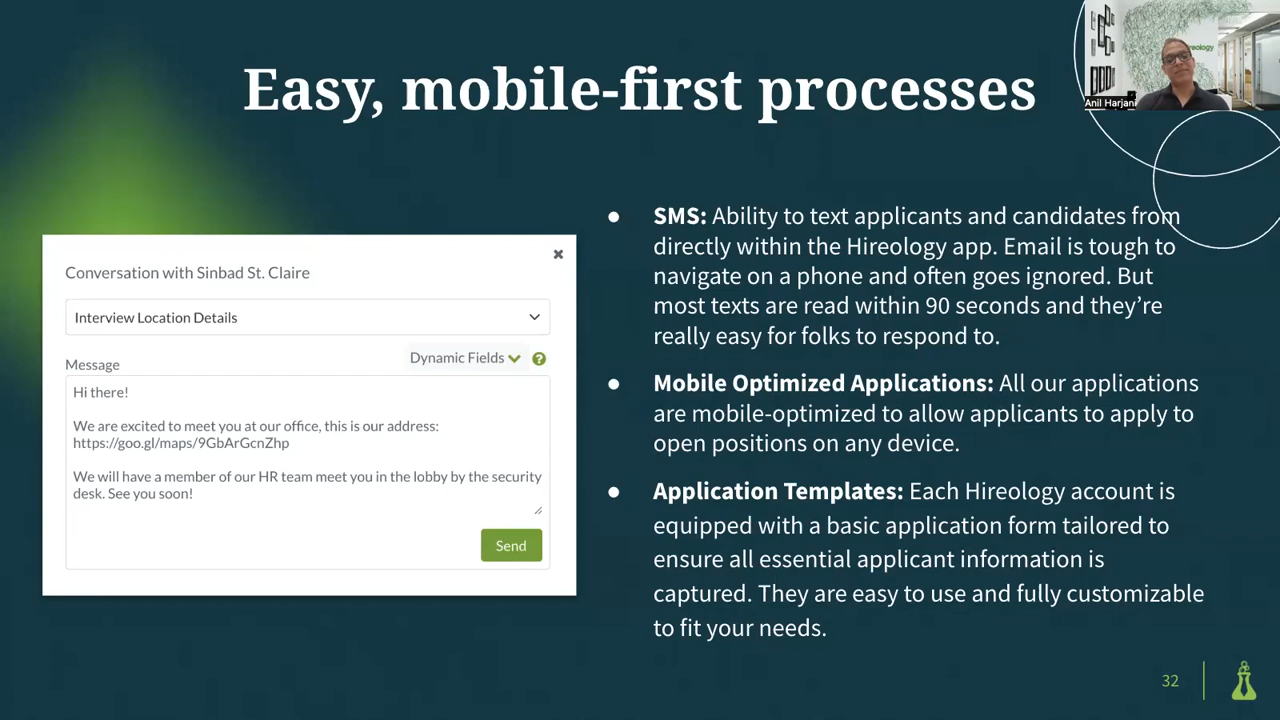 Easy, mobile-first processes
eology
Anil Harjani
Conversation with Sinbad St. Claire
Interview Location Details
Message
Dynamic Fields
Hi there!
We are excited to meet you at our office, this is our address:
https://goo.gl/maps/9GbArGcnZhp
We will have a member of our HR team meet you in the lobby by the security
desk. See you soon!
Send
● SMS: Ability to text applicants and candidates from
directly within the Hireology app. Email is tough to
navigate on a phone and often goes ignored. But
most texts are read within 90 seconds and they’re
really easy for folks to respond to.
● Mobile Optimized Applications: All our applications
are mobile-optimized to allow applicants to apply to
open positions on any device.
● Application Templates: Each Hireology account is
equipped with a basic application form tailored to
ensure all essential applicant information is
captured. They are easy to use and fully customizable
to fit your needs.
32